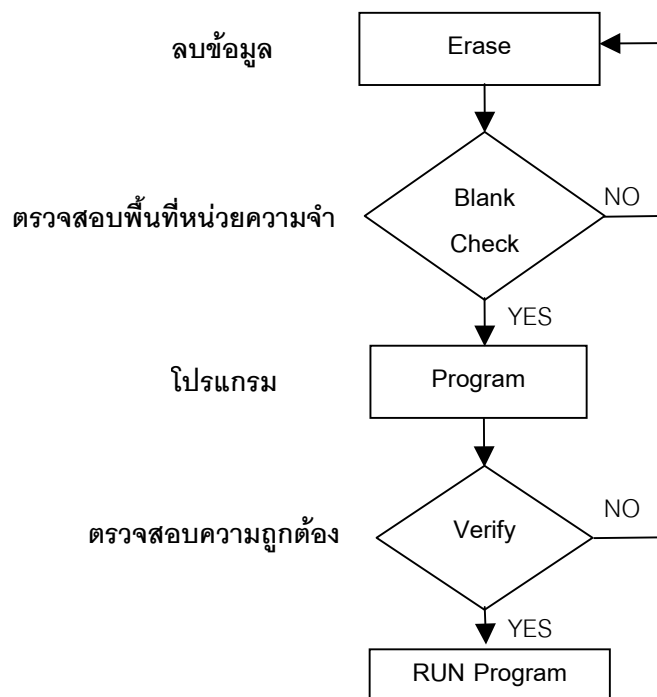 ลบข้อมูล
Erase
ตรวจสอบพื้นที่หน่วยความจำ
Blank
Check
NO
YES
โปรแกรม
Program
ตรวจสอบความถูกต้อง
Verify
NO
YES
RUN Program